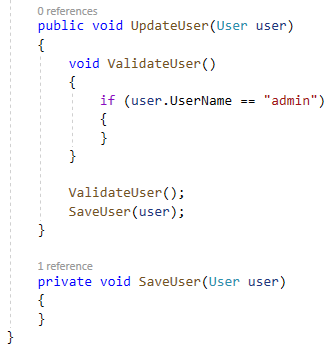 0 references
public void UpdateUser(User user)
{
void ValidateUser()
{
if (user.UserName == "admin")
{
}
}
ValidateUser();
SaveUser(user);
}
1 reference
private void SaveUser(User user)
{
}
}